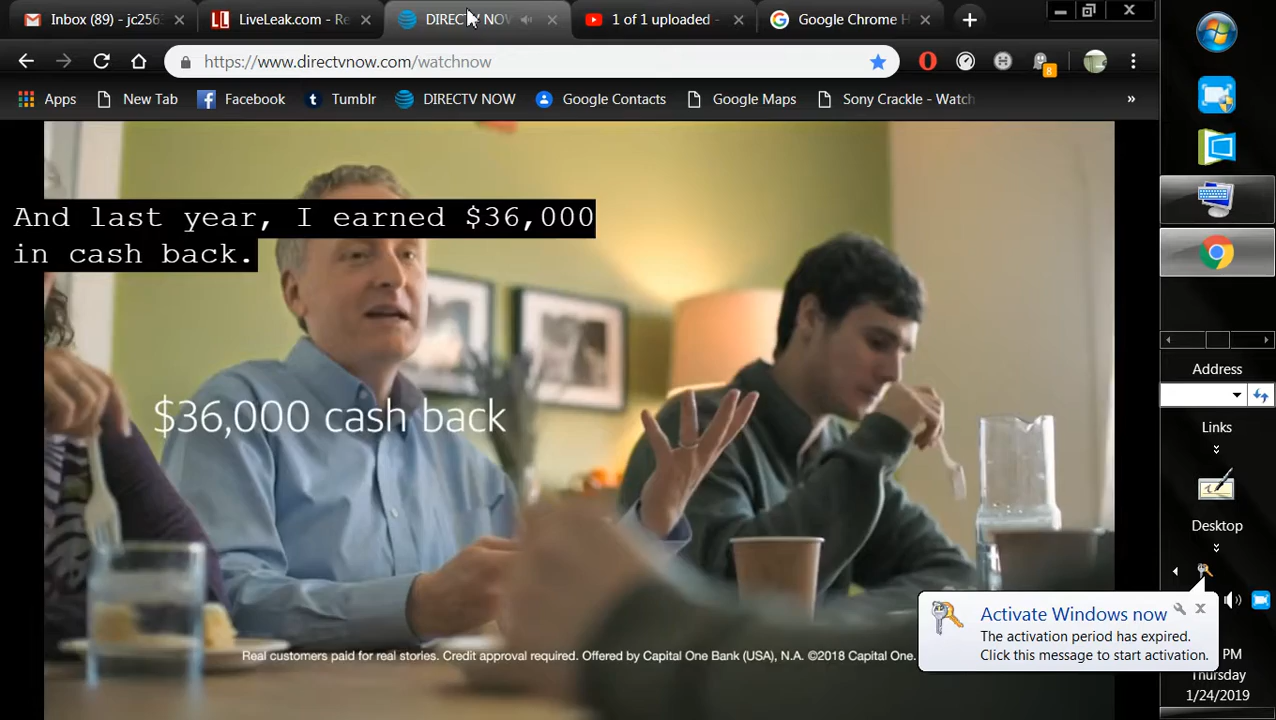 Inbox (89) - jc256
LiveLeak.com - Re
DIRECTV NOW
1 of 1 uploaded -
Google Chrome H
https://www.directvnow.com/watchnow
8
Apps
New Tab
Facebook
Tumblr
DIRECTV NOW
Google Contacts
Google Maps
Sony Crackle - Watch
»
And last year, I earned $36,000
in cash back.
$36,000 cash back
Real customers paid for real stories. Credit approval required. Offered by Capital One Bank (USA), N.A. ©2018 Capital One.
Address
Links
Desktop
Activate Windows now
The activation period has expired.
Click this message to start activation.
PM
Thursday
1/24/2019